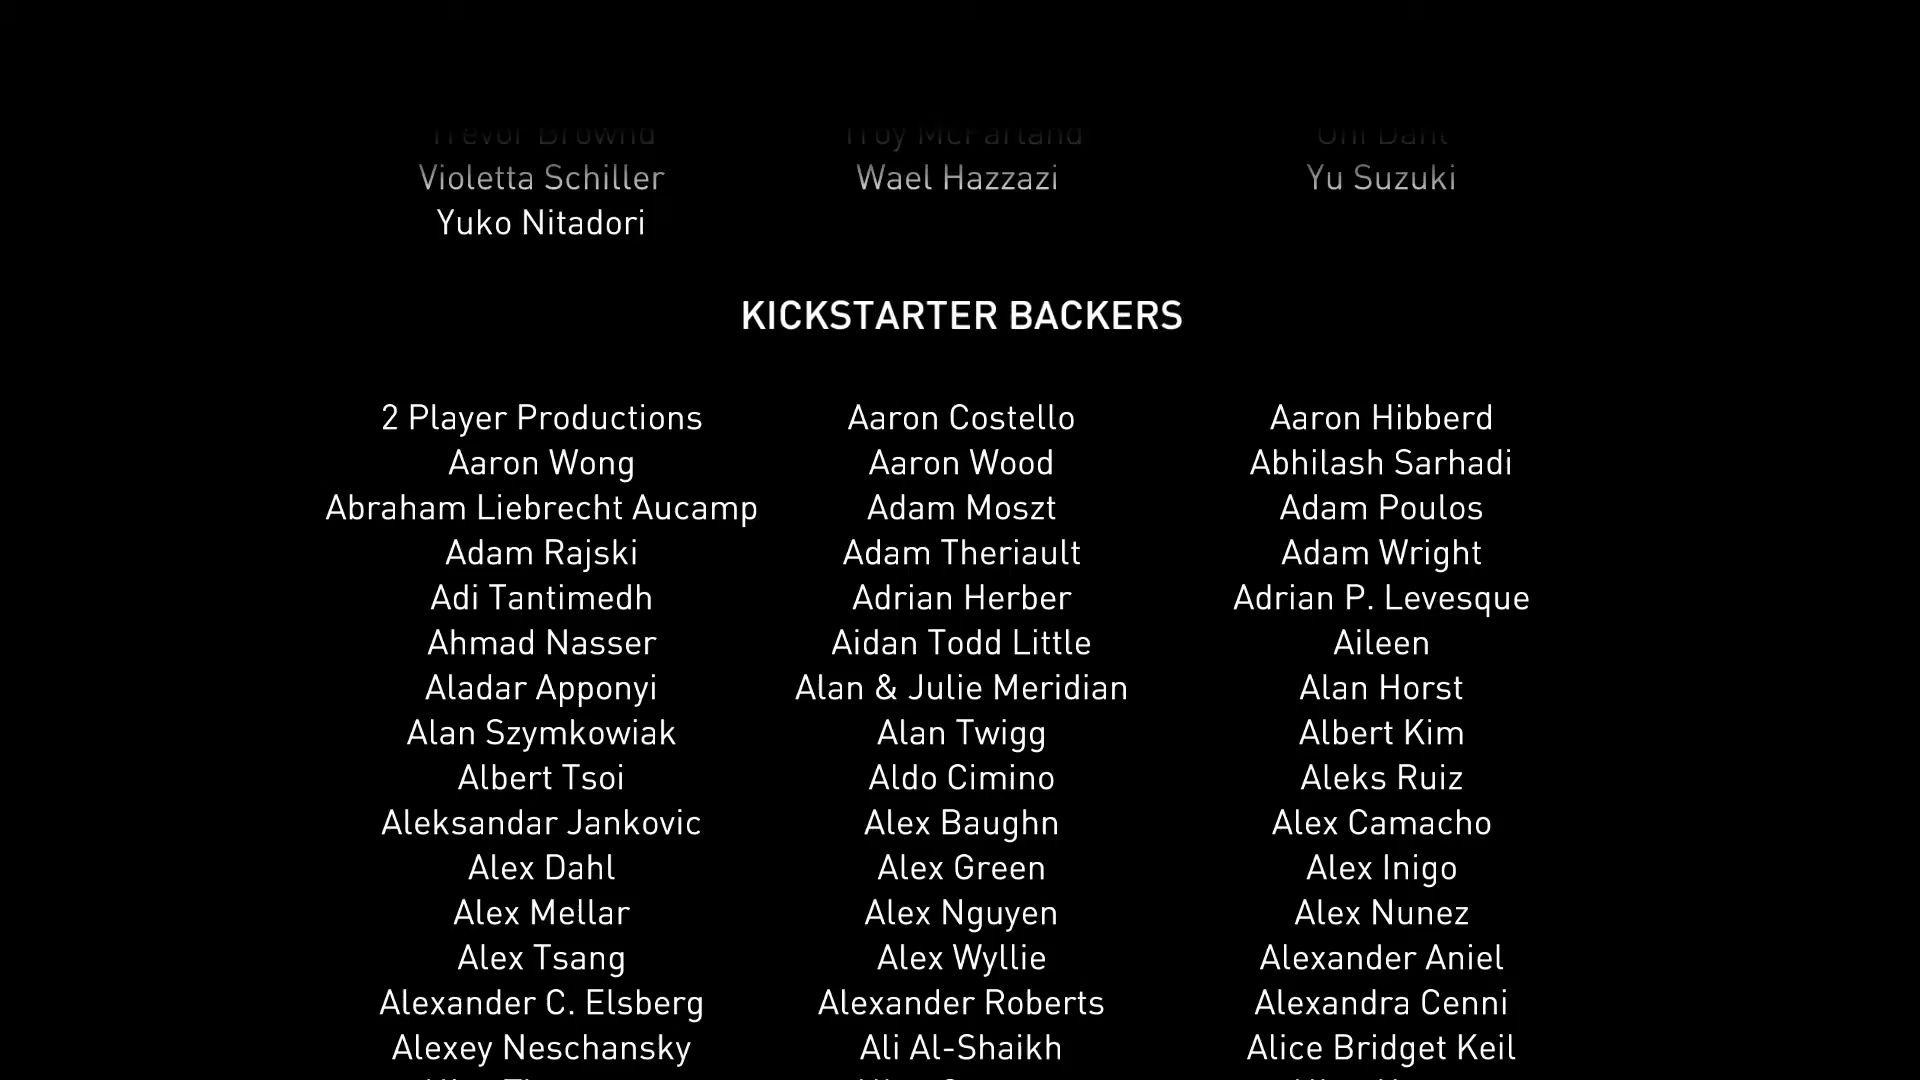 Trevor Brownd Troy McFarland
Violetta Schiller Wael Hazzazi Yu Suzuki
Yuko Nitadori
KICKSTARTER BACKERS
2 Player Productions Aaron Costello Aaron Hibberd
Aaron Wong Aaron Wood Abhilash Sarhadi
Abraham Liebrecht Aucamp Adam Moszt Adam Poulos
Adam Rajski Adam Theriault Adam Wright
Adi Tantimedh Adrian Herber Adrian P. Levesque
Ahmad Nasser Aidan Todd Little Aileen
Aladar Apponyi Alan & Julie Meridian Alan Horst
Alan Szymkowiak Alan Twigg Albert Kim
Albert Tsoi Aldo Cimino Aleks Ruiz
Aleksandar Jankovic Alex Baughn Alex Camacho
Alex Dahl Alex Green Alex Inigo
Alex Mellar Alex Nguyen Alex Nunez
Alex Tsang Alex Wyllie Alexander Aniel
Alexander C. Elsberg Alexander Roberts Alexandra Cenni
Alexey Neschansky Ali Al-Shaikh Alice Bridget Keil